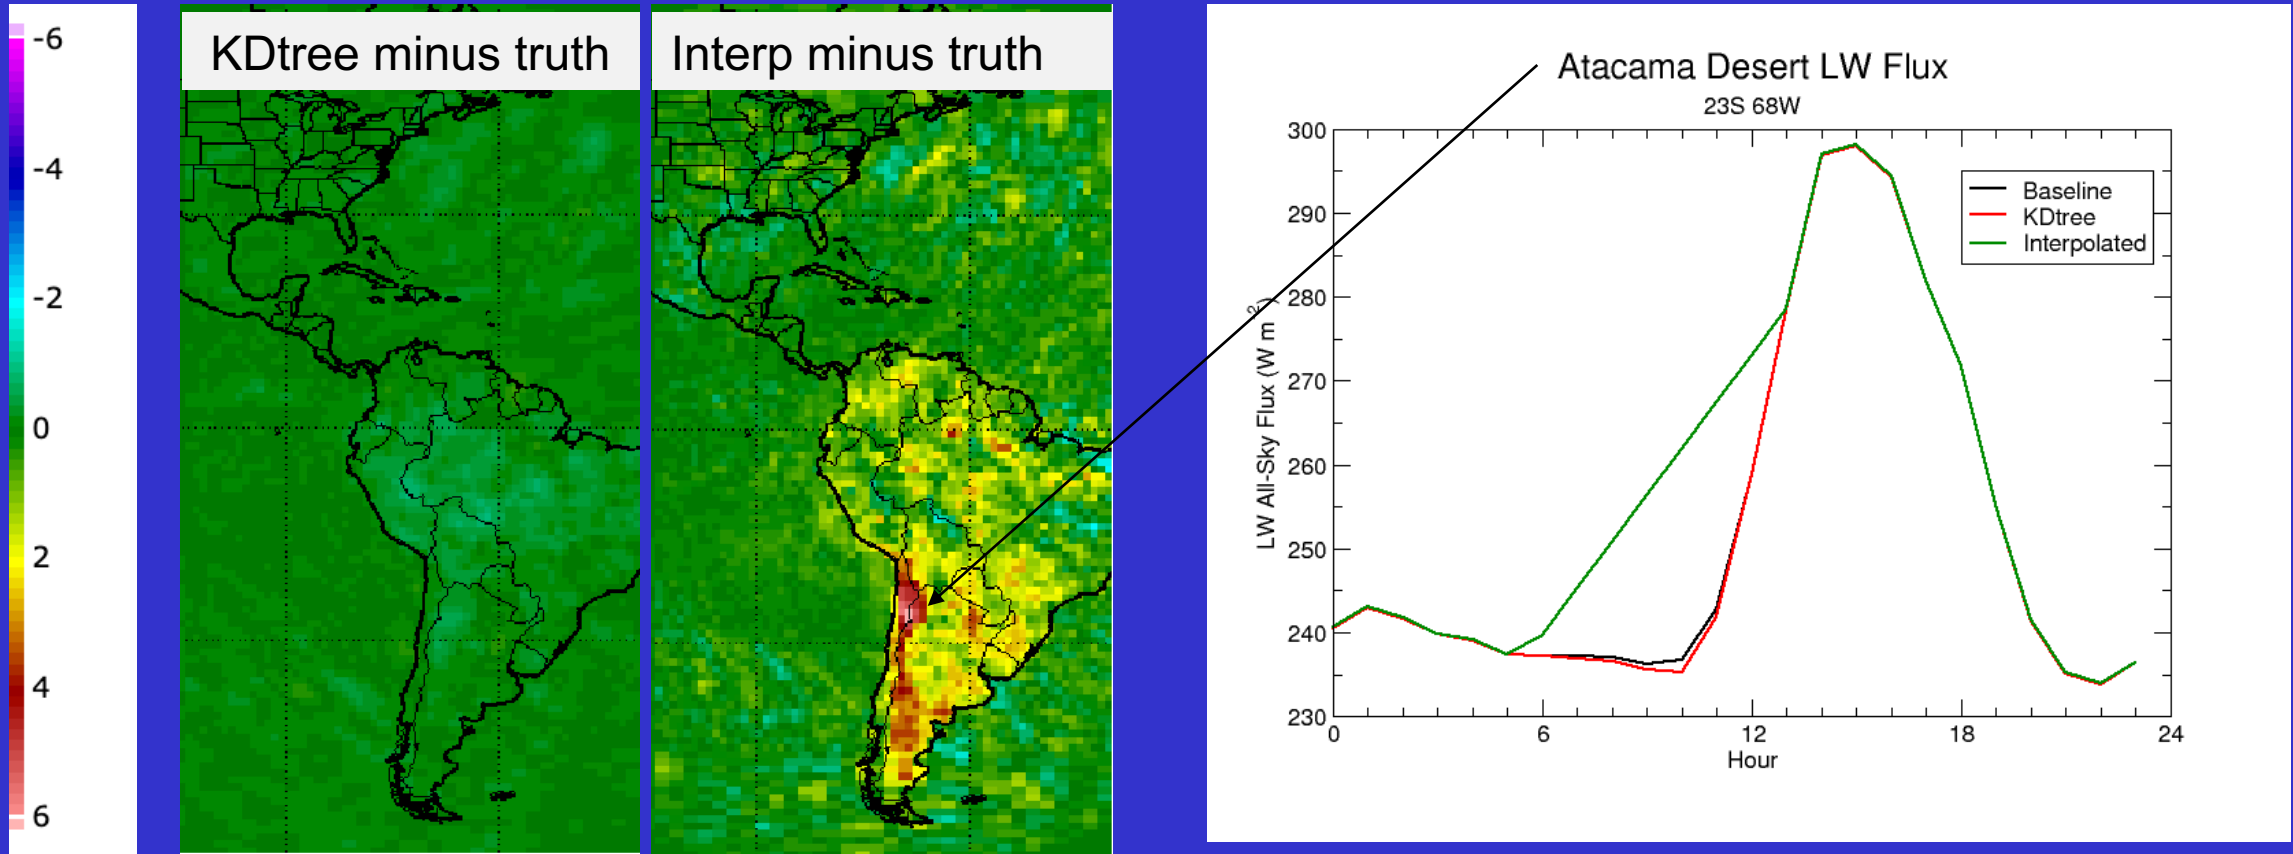 -6
-4
-2
0
2
4
6
KDtree minus truth
Interp minus truth
Atacama Desert LW Flux
23S 68W
LW All-Sky Flux (W m²)
300
290
280
270
260
250
240
230
0
6
12
18
24
Hour
Baseline
KDtree
Interpolated